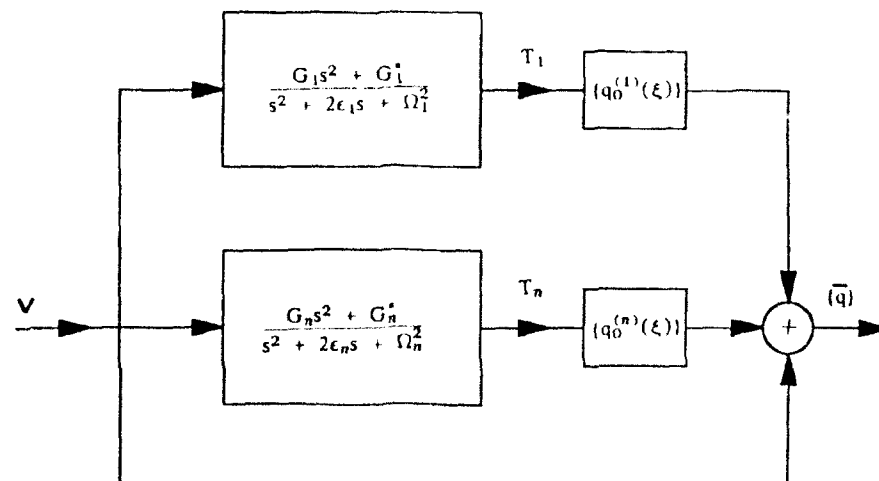 T₁
G₁s² + G₁*
s² + 2ϵ₁s + Ω₁²
{q₀⁽¹⁾(ξ)}
V
Tₙ
{q̄}
Gₙs² + Gₙ*
s² + 2ϵₙs + Ωₙ²
{q₀⁽ⁿ⁾(ξ)}
+